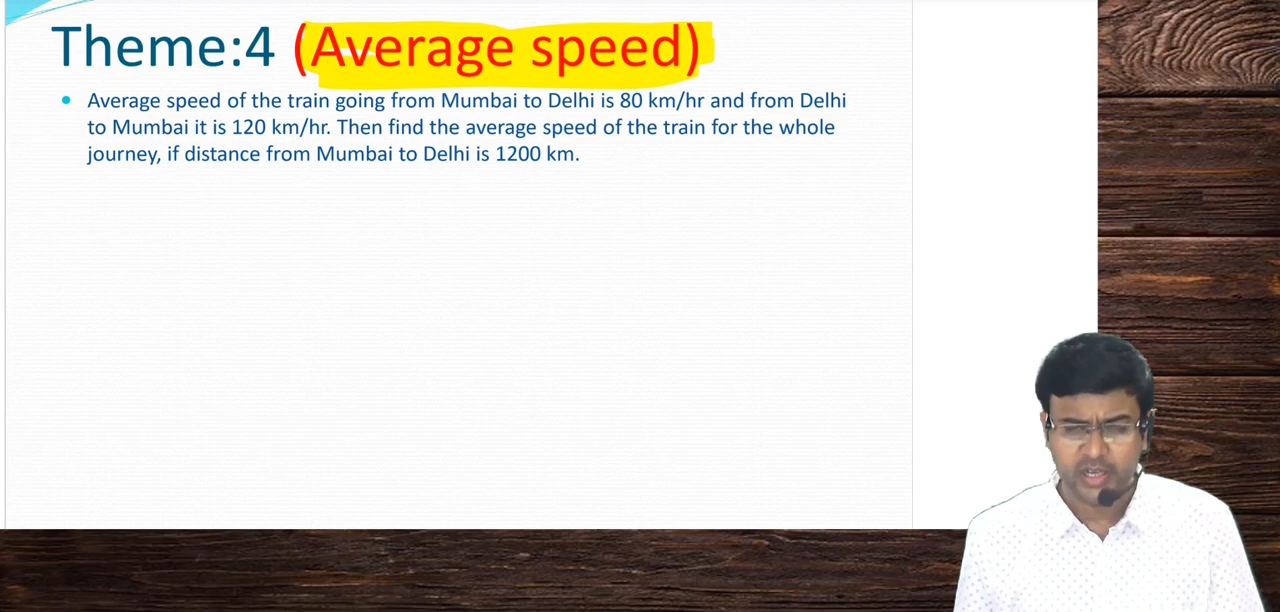 Theme:4 (Average speed)
• Average speed of the train going from Mumbai to Delhi is 80 km/hr and from Delhi
to Mumbai it is 120 km/hr. Then find the average speed of the train for the whole
journey, if distance from Mumbai to Delhi is 1200 km.